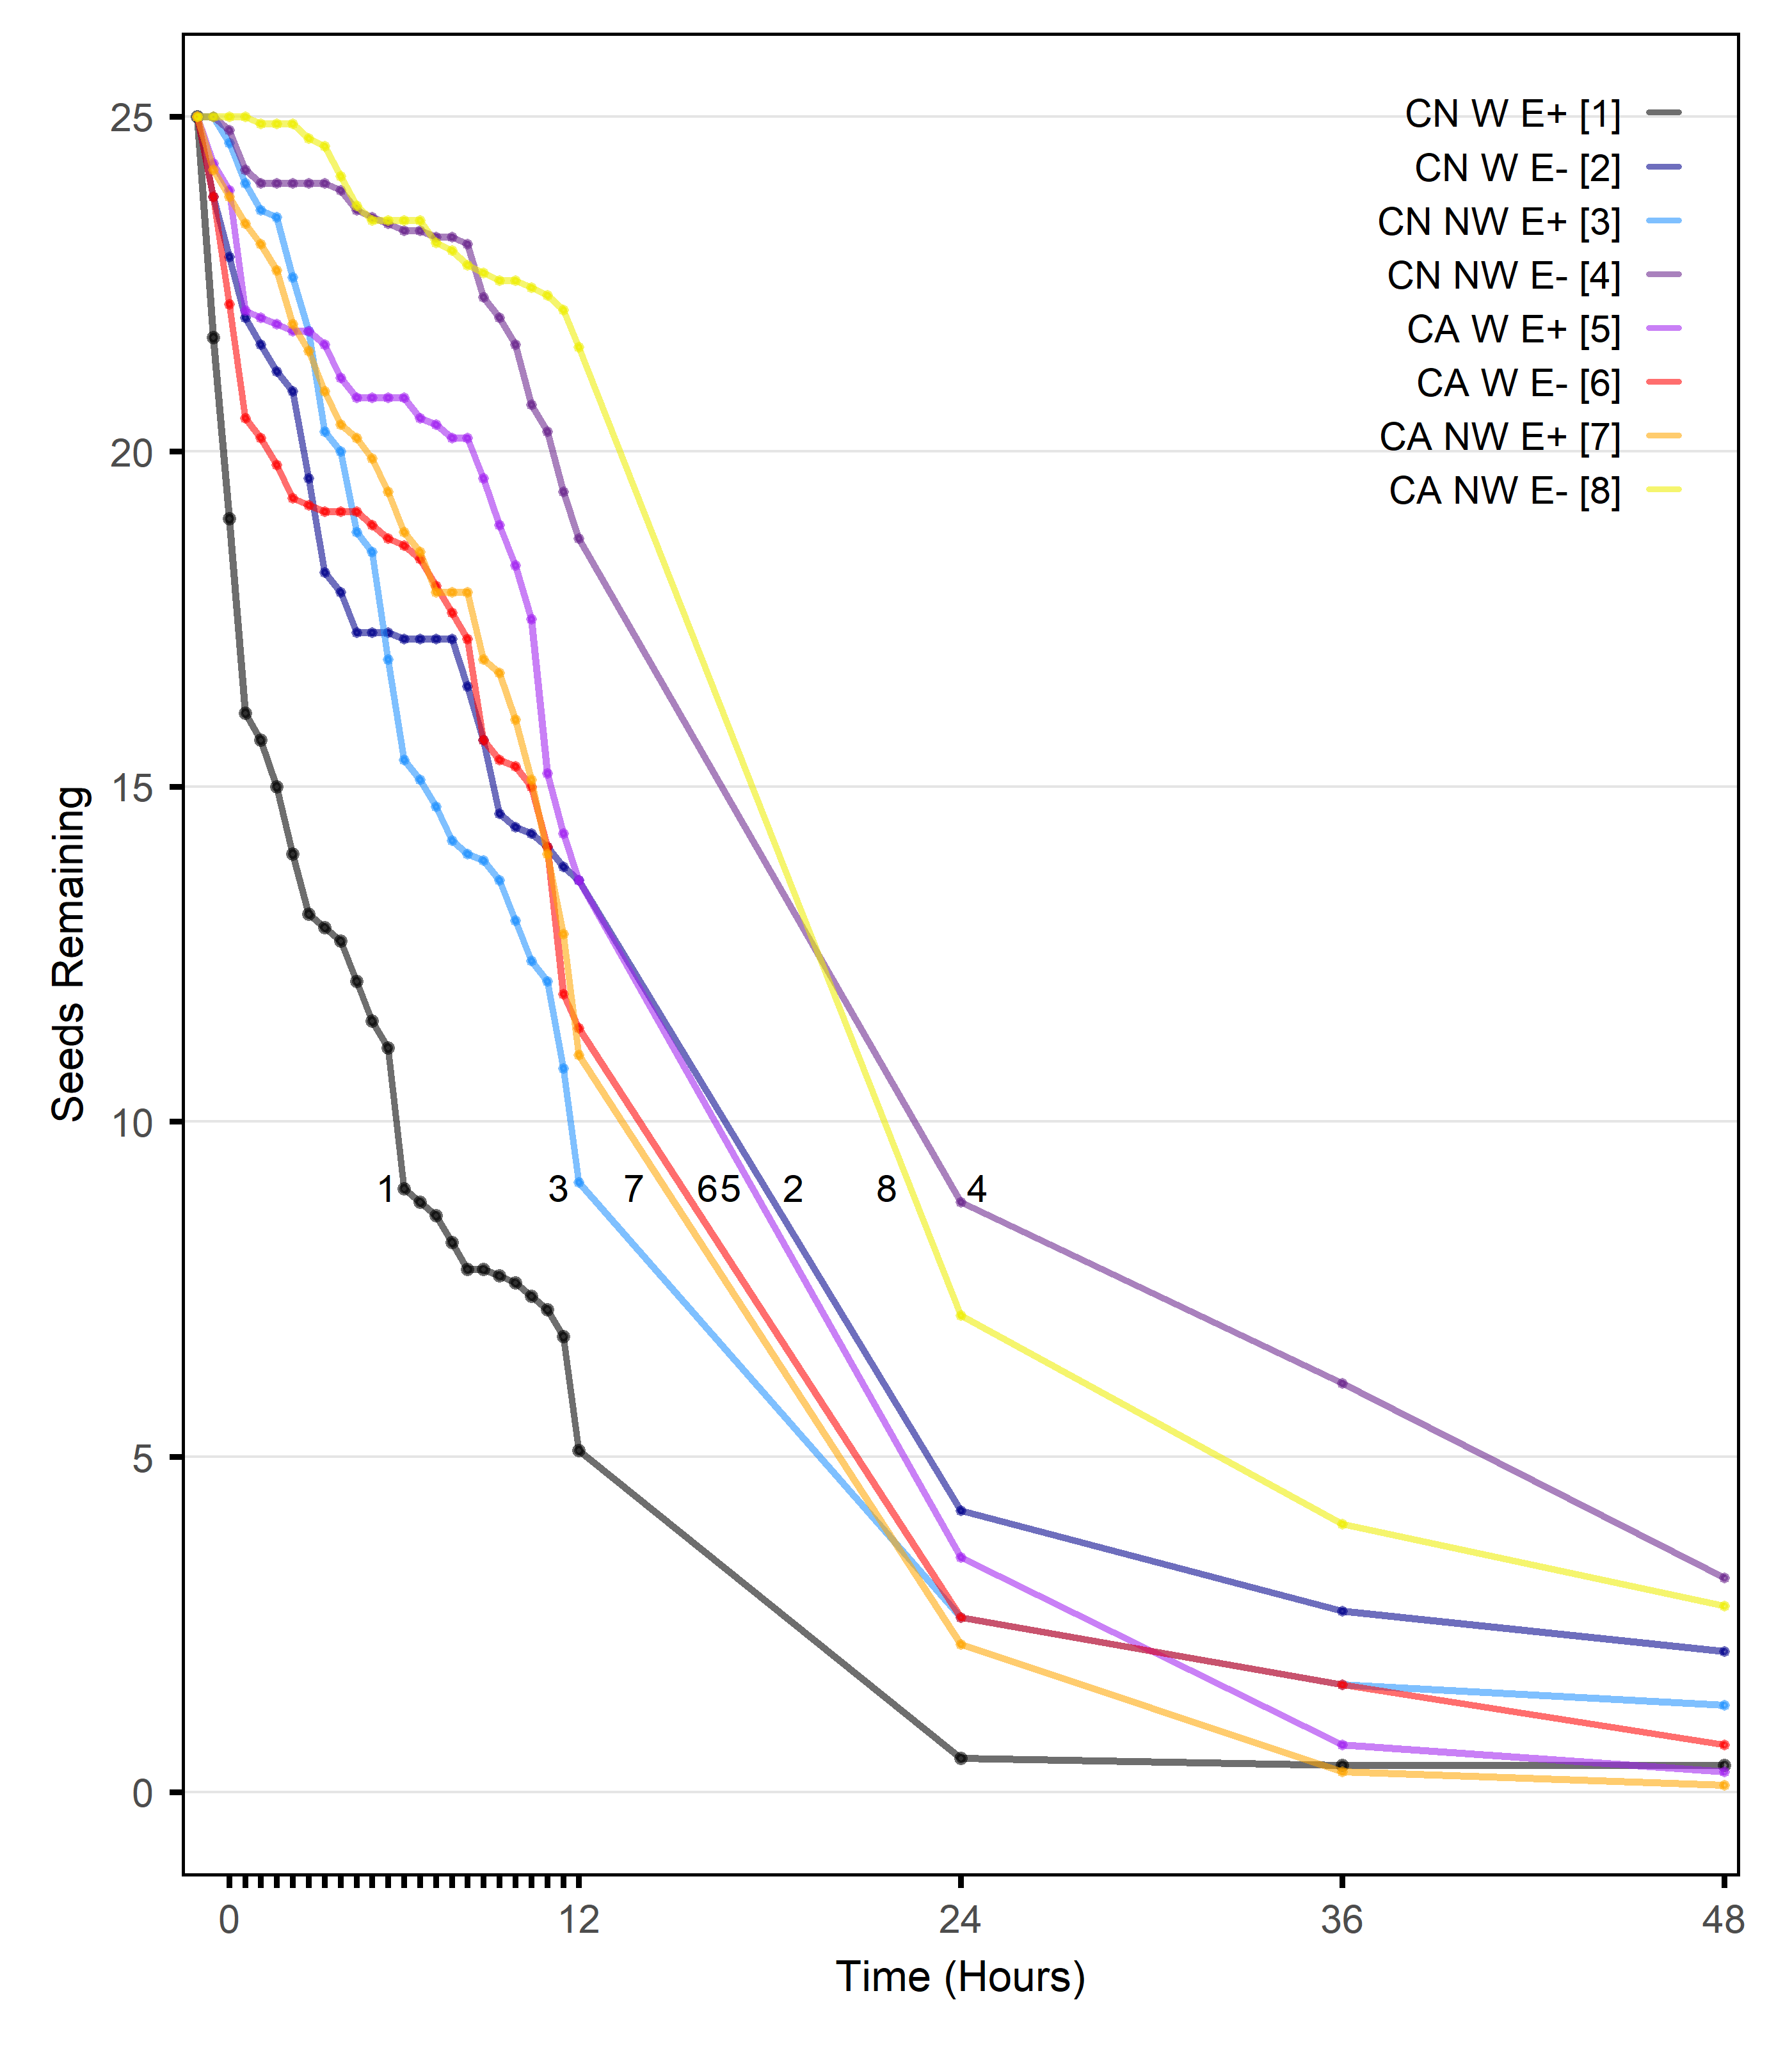 25
20
15
10
5
0
Seeds Remaining
CN W E+ [1]
CN W E- [2]
CN NW E+ [3]
CN NW E- [4]
CA W E+ [5]
CA W E- [6]
CA NW E+ [7]
CA NW E- [8]
1 3 7 6 5 2 8 4
0 12 24 36 48
Time (Hours)